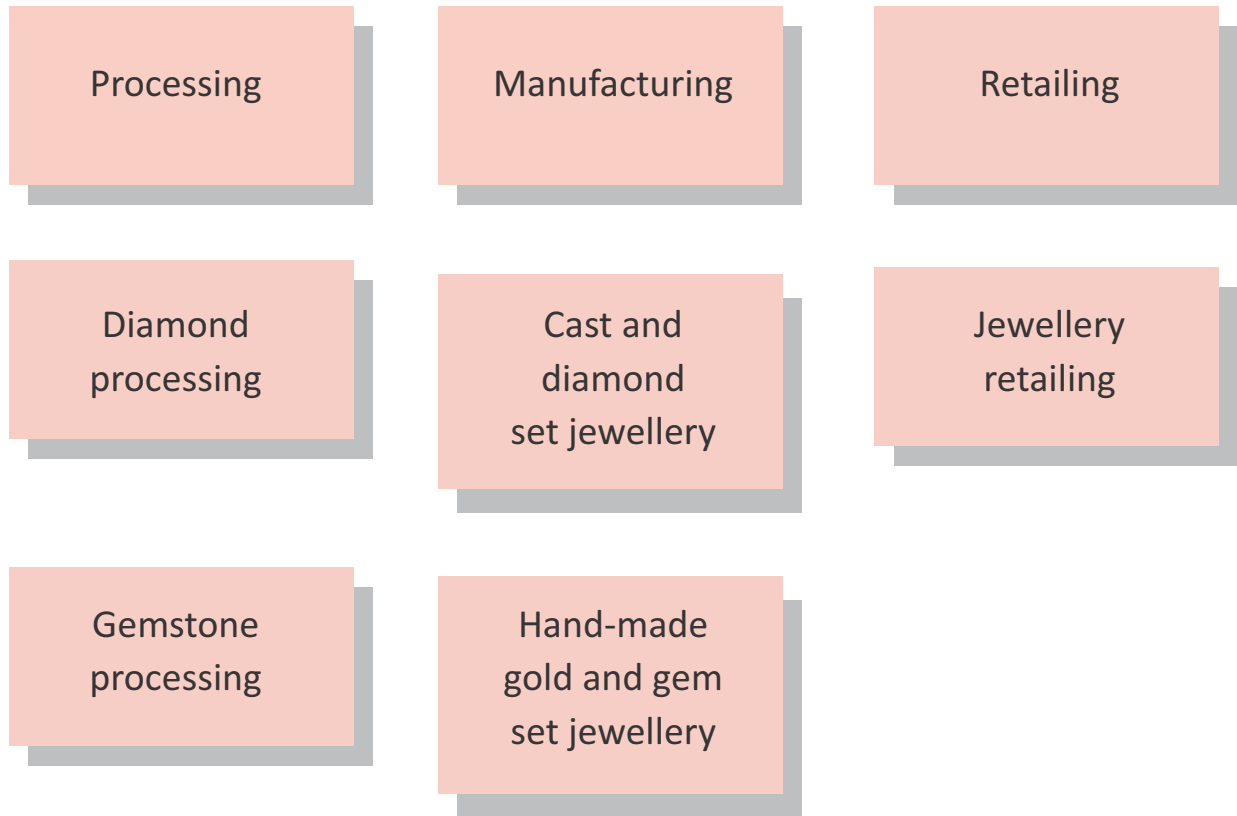 Processing
Manufacturing
Retailing
Diamond
processing
Cast and
diamond
set jewellery
Jewellery
retailing
Gemstone
processing
Hand-made
gold and gem
set jewellery